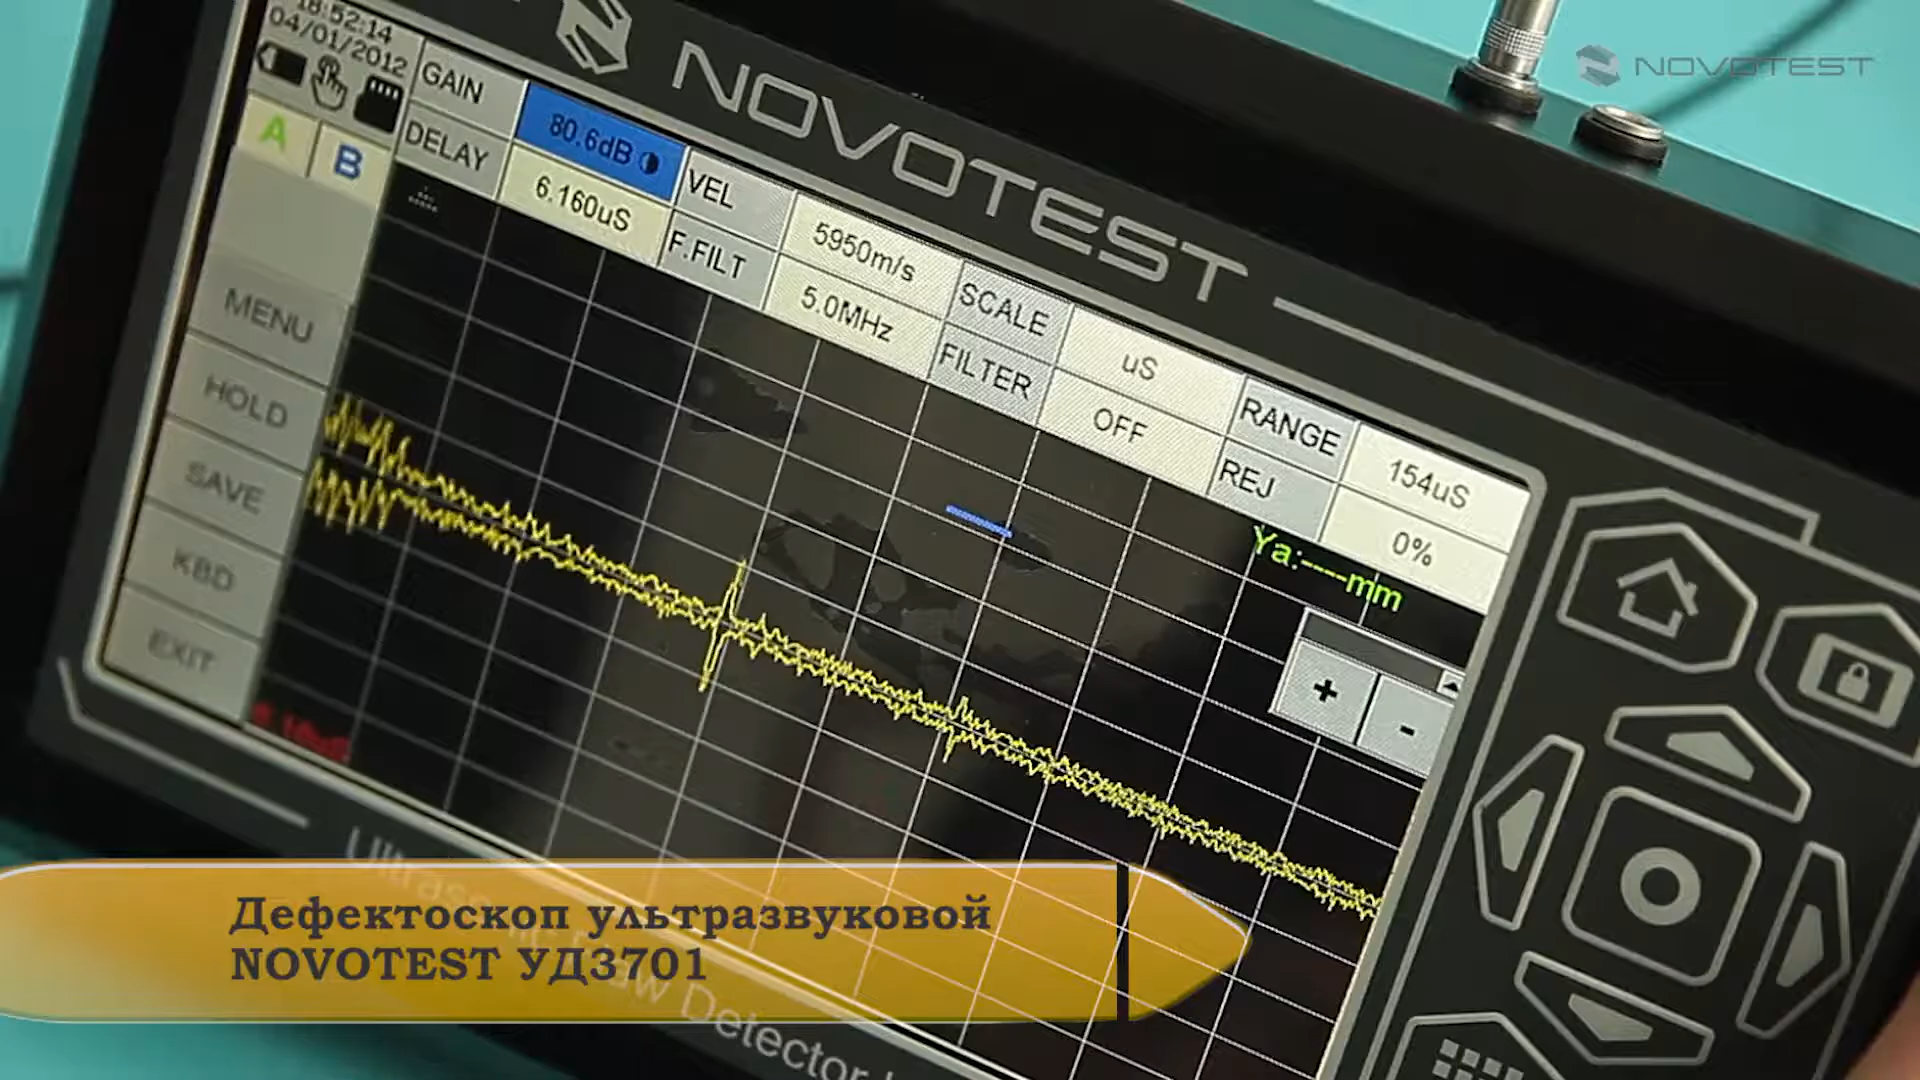 18:52:14
04/01/2012
NOVOTEST
NOVOTEST
GAIN
80.6dB
VEL
5950m/s
SCALE
uS
RANGE
154uS
DELAY
6.160uS
F.FILT
5.0MHz
FILTER
OFF
REJ
0%
A
B
MENU
HOLD
SAVE
KBD
EXIT
Ya:----mm
+
-
Дефектоскоп ультразвуковой
NOVOTEST УД3701
Detector